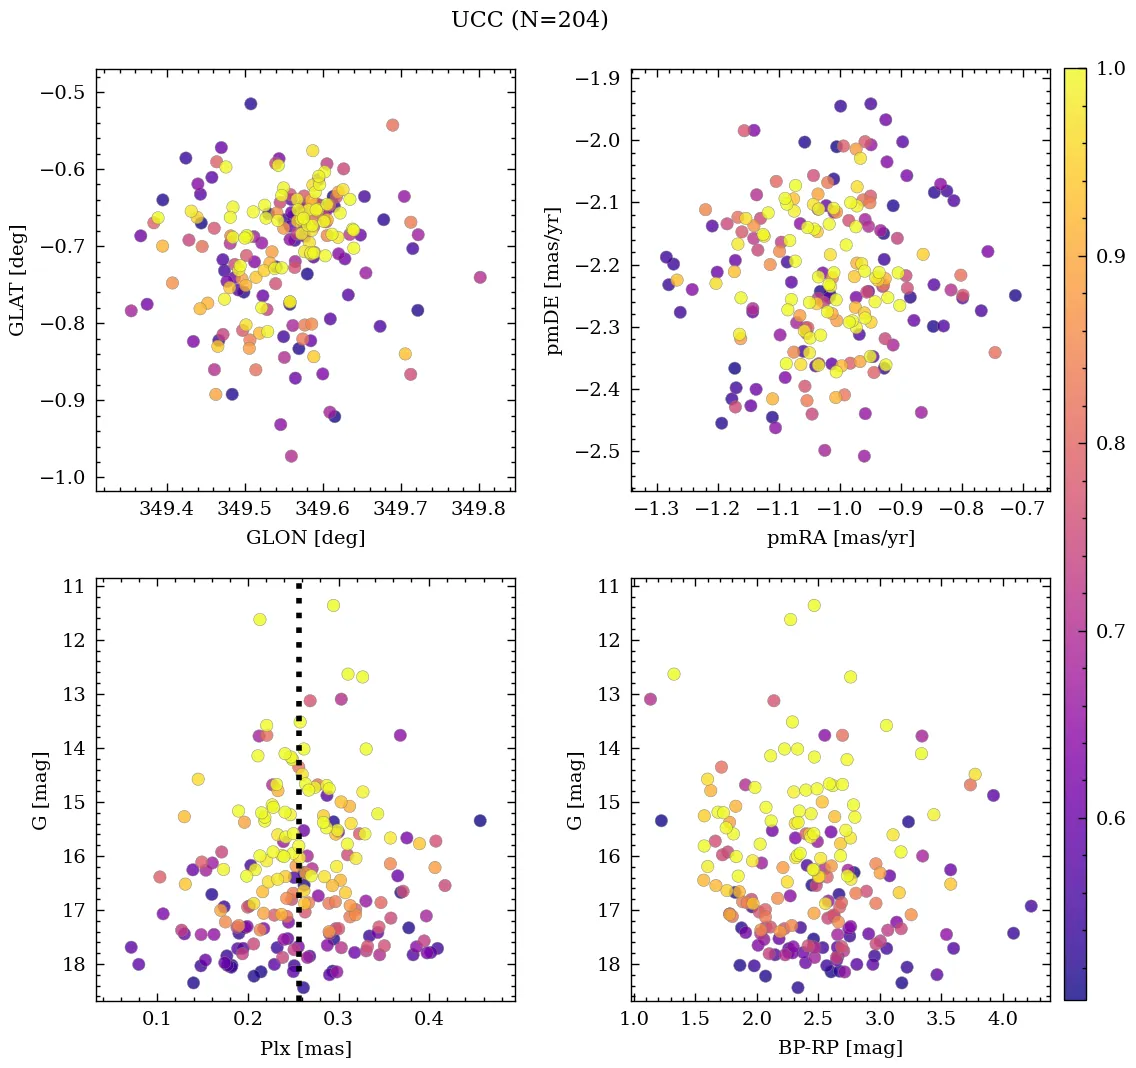 UCC (N=204)
−0.5
−0.6
−0.7
−0.8
−0.9
−1.0
GLAT [deg]
349.4 349.5 349.6 349.7 349.8
GLON [deg]
−1.9
−2.0
−2.1
−2.2
−2.3
−2.4
−2.5
pmDE [mas/yr]
−1.3 −1.2 −1.1 −1.0 −0.9 −0.8 −0.7
pmRA [mas/yr]
1.0
0.9
0.8
0.7
0.6
11
12
13
14
15
16
17
18
G [mag]
0.1 0.2 0.3 0.4
Plx [mas]
11
12
13
14
15
16
17
18
G [mag]
1.0 1.5 2.0 2.5 3.0 3.5 4.0
BP-RP [mag]